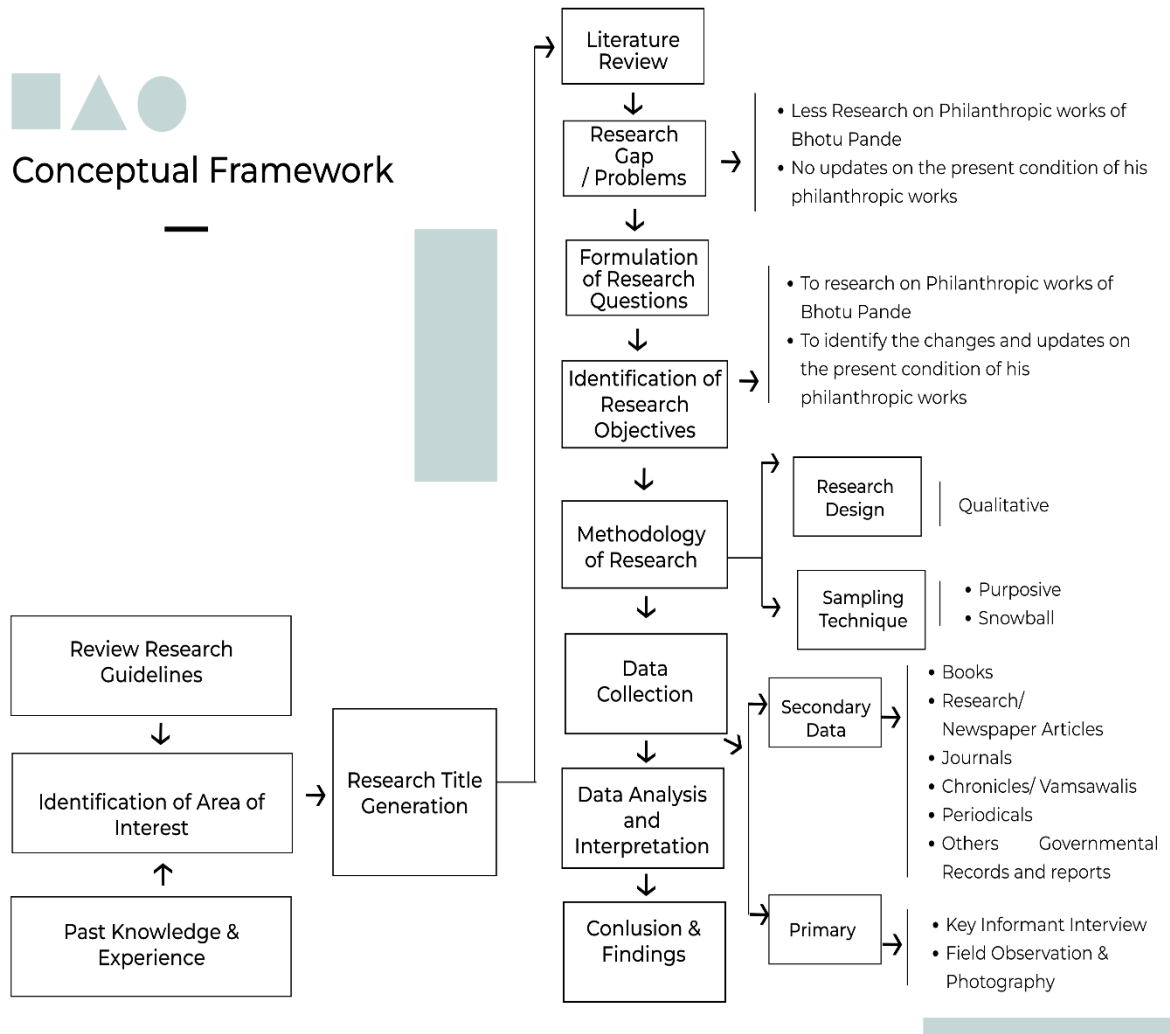 Conceptual Framework
Review Research
Guidelines
Identification of Area of
Interest
Past Knowledge &
Experience
Research Title
Generation
Literature
Review
Research
Gap
/ Problems
• Less Research on Philanthropic works of
Bhotu Pande
• No updates on the present condition of his
philanthropic works
Formulation
of Research
Questions
Identification of
Research
Objectives
• To research on Philanthropic works of
Bhotu Pande
• To identify the changes and updates on
the present condition of his
philanthropic works
Methodology
of Research
Research
Design
Qualitative
Sampling
Technique
• Purposive
• Snowball
Data
Collection
Secondary
Data
• Books
• Research/
Newspaper Articles
• Journals
• Chronicles/ Vamsawalis
• Periodicals
• Others Governmental
Records and reports
Primary
• Key Informant Interview
• Field Observation &
Photography
Data Analysis
and
Interpretation
Conlusion &
Findings